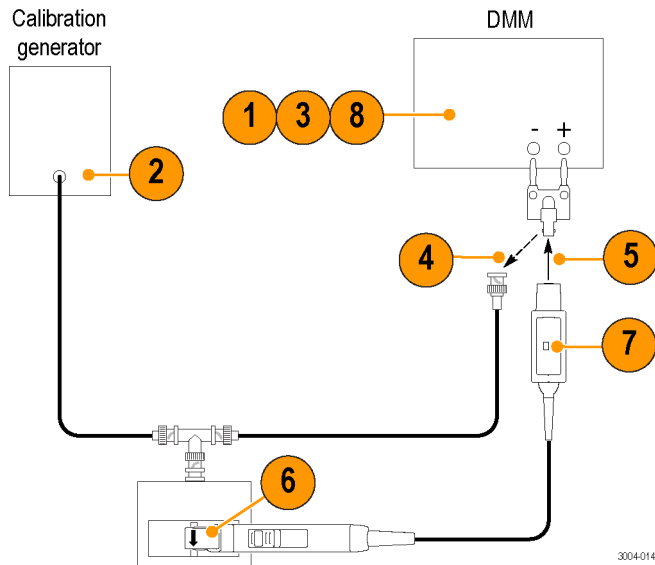 Calibration
generator
DMM
1 3 8
- +
2
4
5
7
6
3004-014